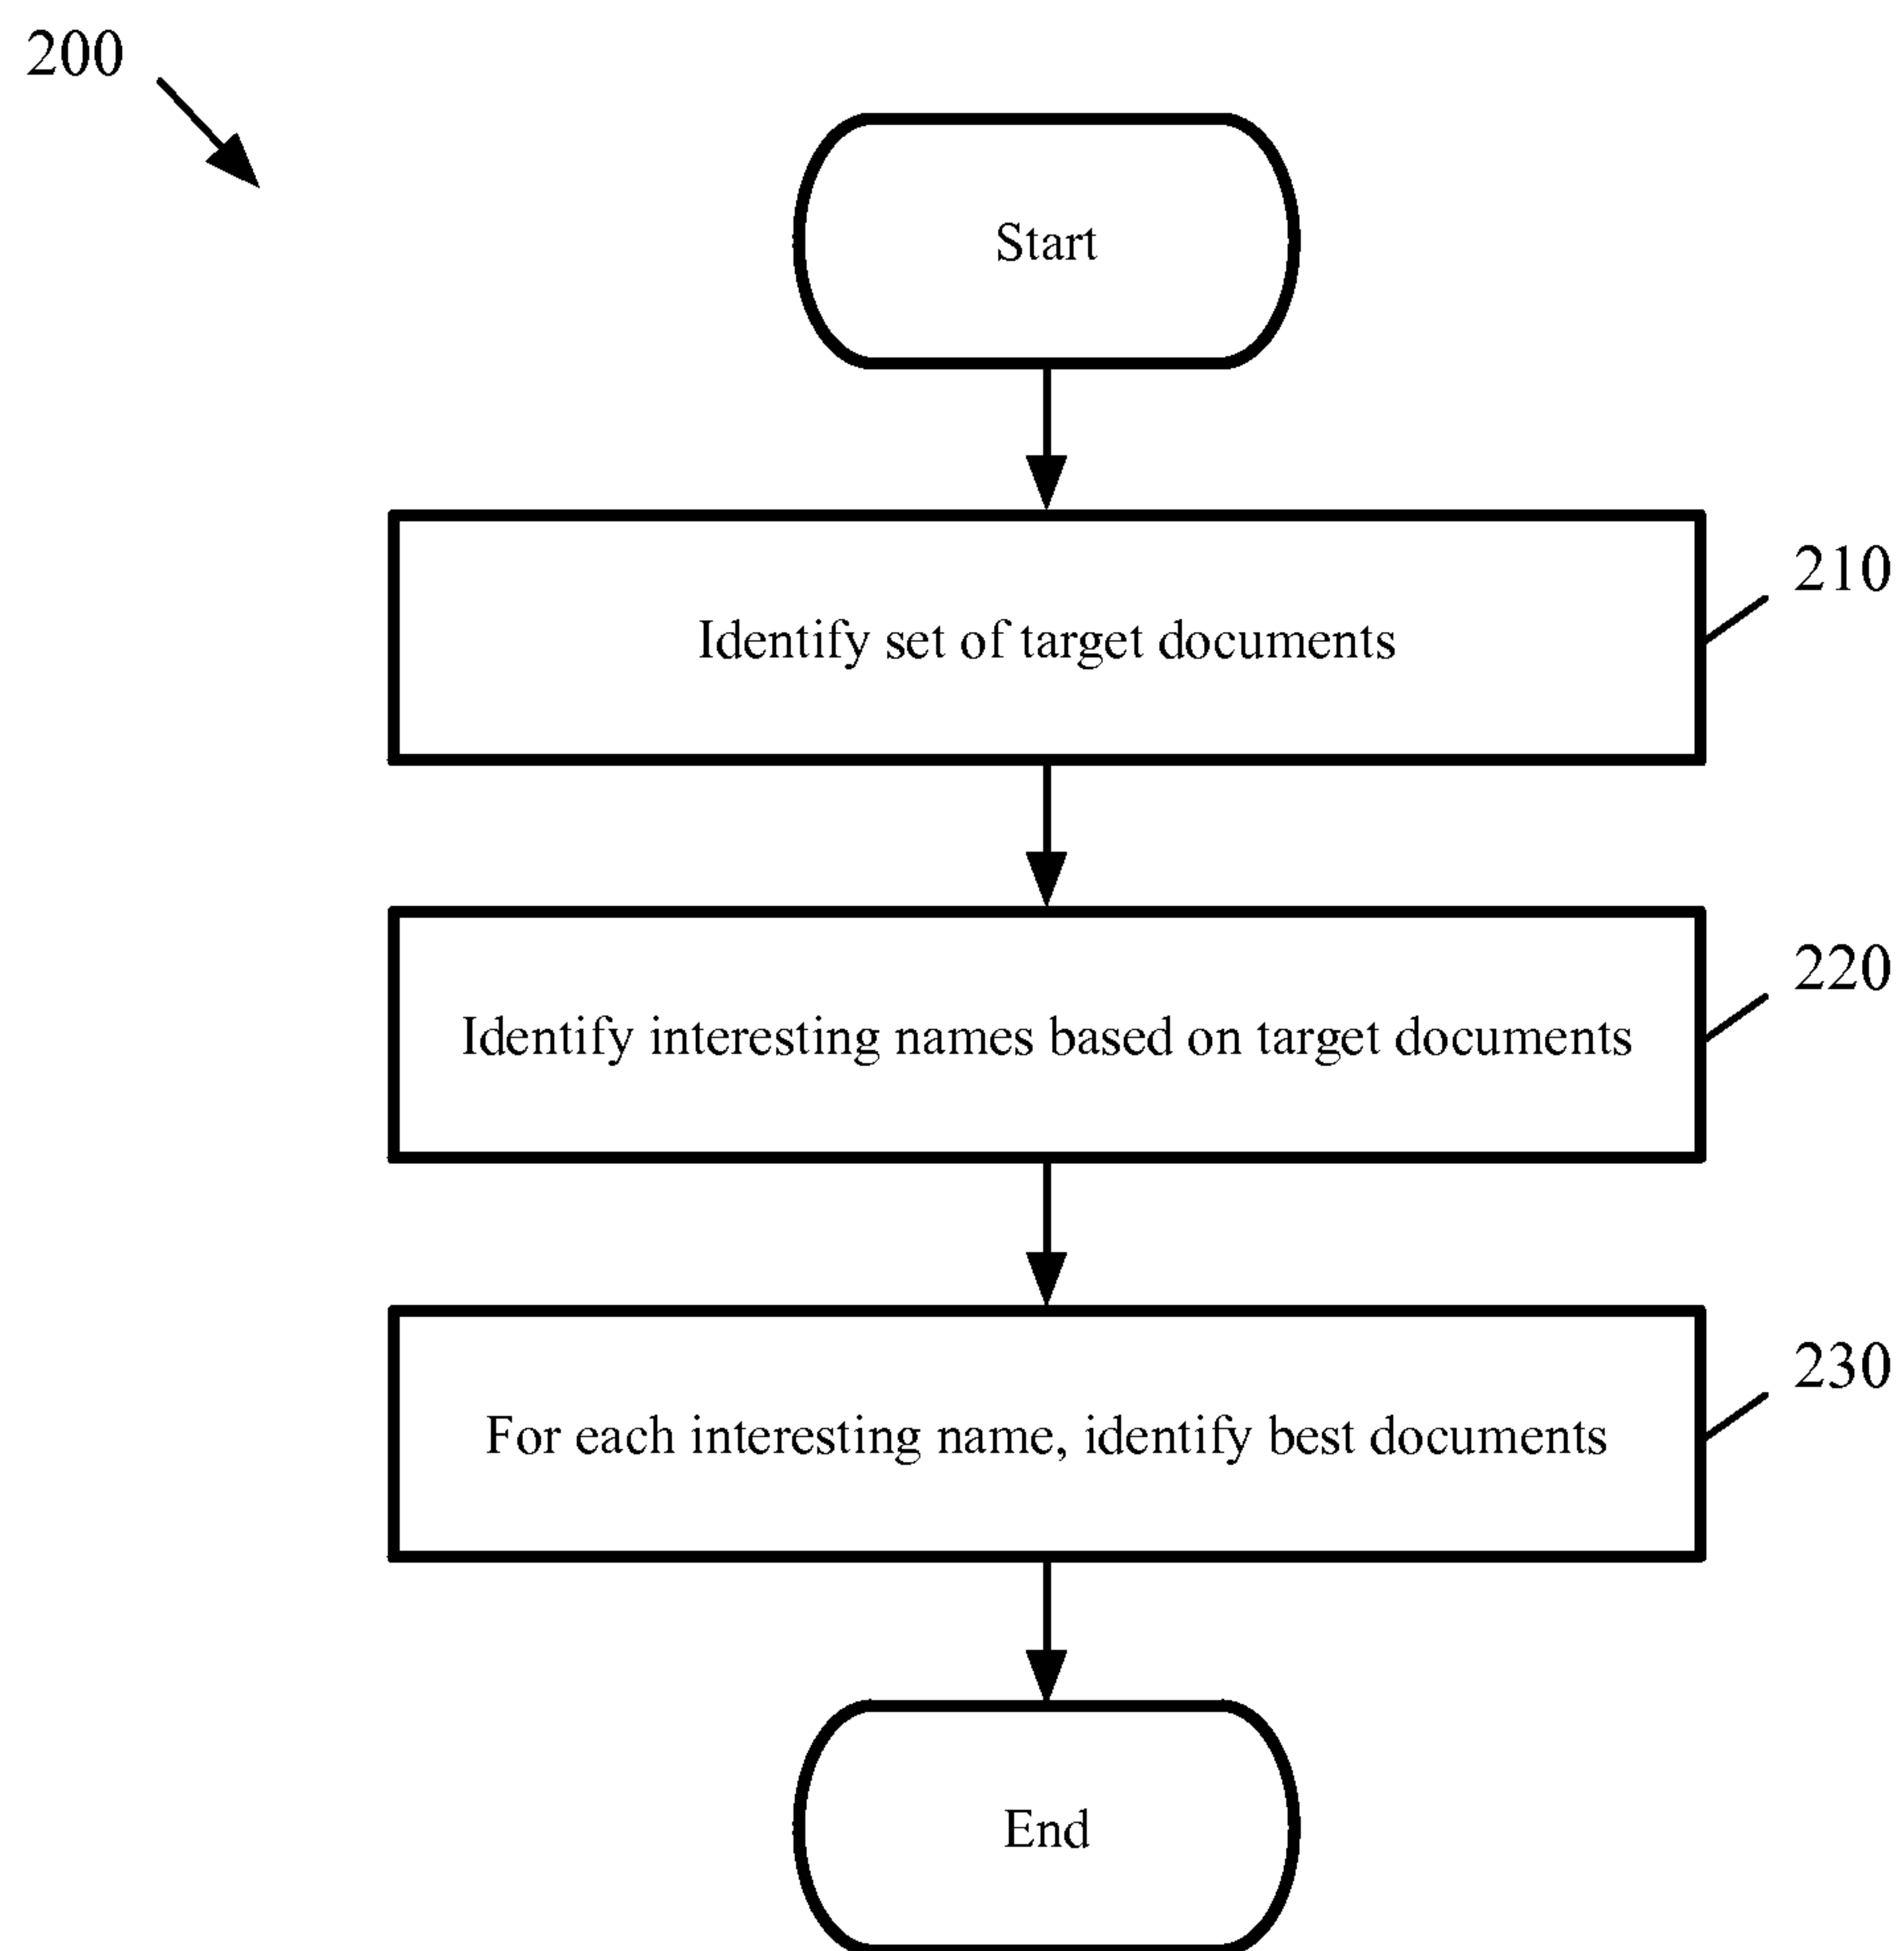 200
Start
210
Identify set of target documents
220
Identify interesting names based on target documents
230
For each interesting name, identify best documents
End